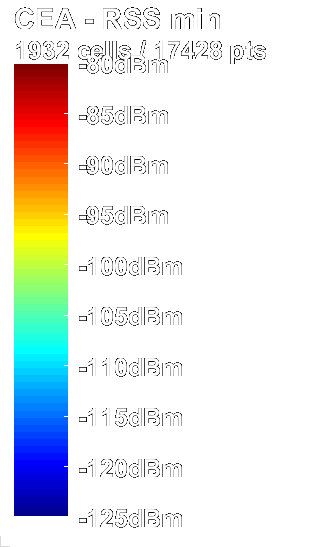 CEA - RSS min
1932 cells / 17428 pts
-80dBm
-85dBm
-90dBm
-95dBm
-100dBm
-105dBm
-110dBm
-115dBm
-120dBm
-125dBm